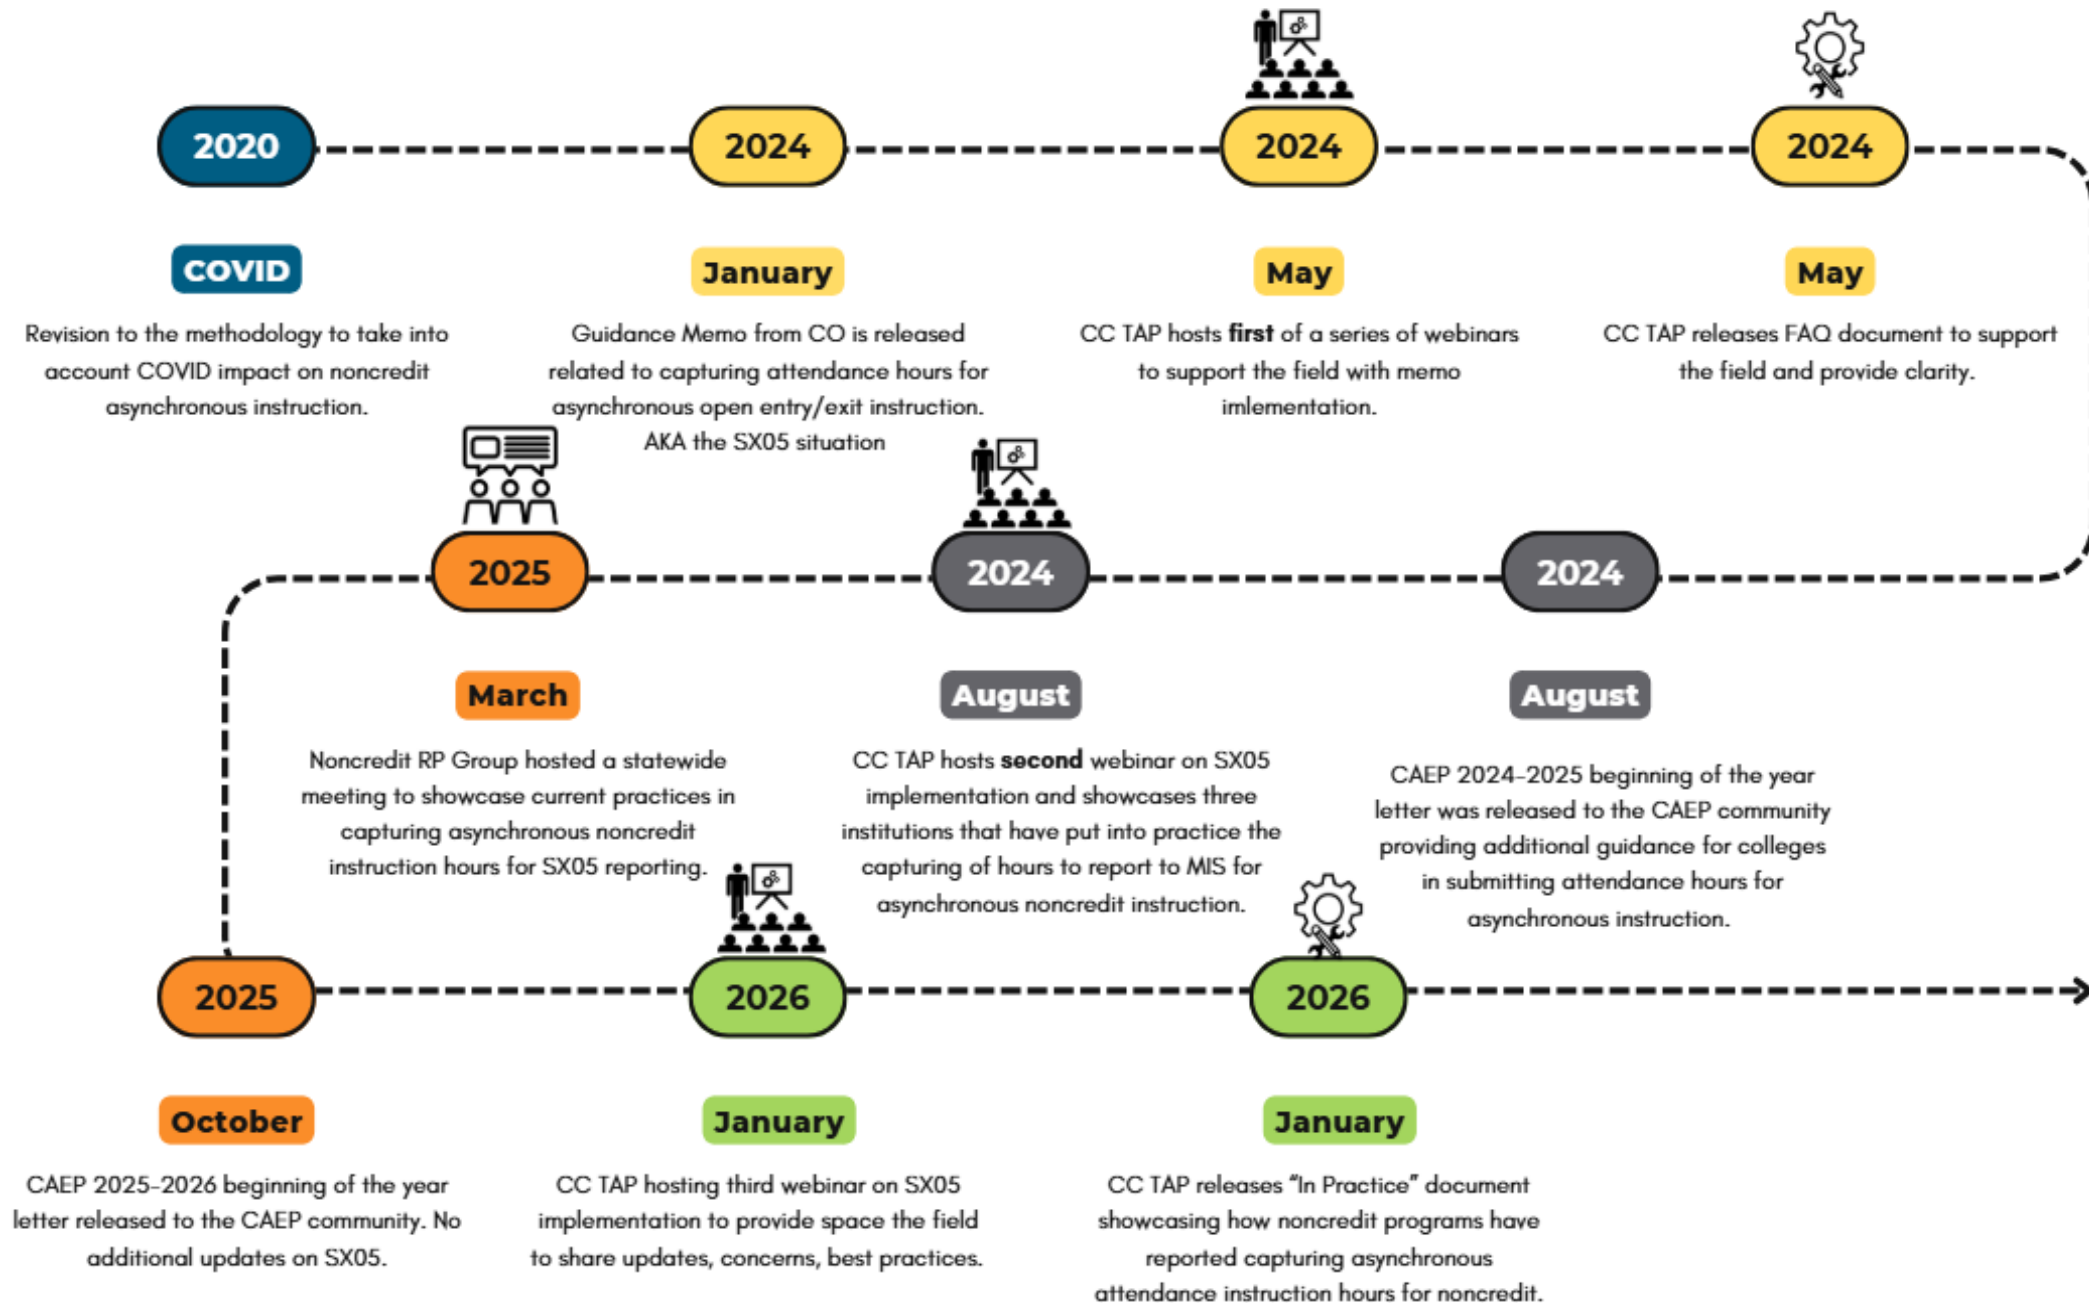 2020
COVID
Revision to the methodology to take into
account COVID impact on noncredit
asynchronous instruction.
2024
January
Guidance Memo from CO is released
related to capturing attendance hours for
asynchronous open entry/exit instruction.
AKA the SX05 situation
2024
May
CC TAP hosts first of a series of webinars
to support the field with memo
imlementation.
2024
May
CC TAP releases FAQ document to support
the field and provide clarity.
2024
August
CAEP 2024-2025 beginning of the year
letter was released to the CAEP community
providing additional guidance for colleges
in submitting attendance hours for
asynchronous instruction.
2024
August
CC TAP hosts second webinar on SX05
implementation and showcases three
institutions that have put into practice the
capturing of hours to report to MIS for
asynchronous noncredit instruction.
2025
March
Noncredit RP Group hosted a statewide
meeting to showcase current practices in
capturing asynchronous noncredit
instruction hours for SX05 reporting.
2025
October
CAEP 2025-2026 beginning of the year
letter released to the CAEP community. No
additional updates on SX05.
2026
January
CC TAP hosting third webinar on SX05
implementation to provide space the field
to share updates, concerns, best practices.
2026
January
CC TAP releases “In Practice” document
showcasing how noncredit programs have
reported capturing asynchronous
attendance instruction hours for noncredit.